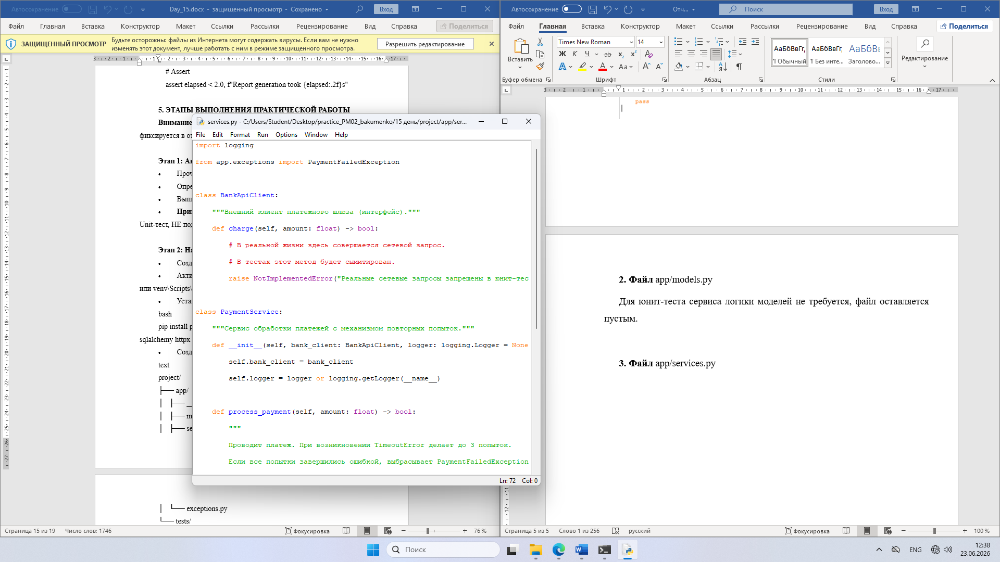 Автосохранение
Day_15.docx - защищенный просмотр - Сохранено
Вход
Файл Главная Вставка Конструктор Макет Ссылки Рассылки Рецензирование Вид Справка
Поделиться
ЗАЩИЩЕННЫЙ ПРОСМОТР
Будьте осторожны: файлы из Интернета могут содержать вирусы. Если вам не нужно
изменять этот документ, лучше работать с ним в режиме защищенного просмотра.
Разрешить редактирование
# Assert
assert elapsed < 2.0, f"Report generation took {elapsed:.2f}s"
5. ЭТАПЫ ВЫПОЛНЕНИЯ ПРАКТИЧЕСКОЙ РАБОТЫ
Внимание
фиксируется в от
Этап 1: Ан
• Проч
• Опре
• Выпи
• При
Unit-тест, НЕ под
Этап 2: На
• Созд
• Акти
или venv\Scripts\
• Уста
bash
pip install p
sqlalchemy httpx
• Созд
text
project/
├── app/
│ ├── __
│ ├── m
│ ├── se
│ └── exceptions.py
└── tests/
Страница 15 из 19 Число слов: 1746
Фокусировка
76 %
services.py - C:/Users/Student/Desktop/practice_PM02_bakumenko/15 день/project/app/ser...
File Edit Format Run Options Window Help
import logging
from app.exceptions import PaymentFailedException
class BankApiClient:
"""Внешний клиент платежного шлюза (интерфейс)."""
def charge(self, amount: float) -> bool:
# В реальной жизни здесь совершается сетевой запрос.
# В тестах этот метод будет сымитирован.
raise NotImplementedError("Реальные сетевые запросы запрещены в юнит-тес
class PaymentService:
"""Сервис обработки платежей с механизмом повторных попыток."""
def __init__(self, bank_client: BankApiClient, logger: logging.Logger = None
self.bank_client = bank_client
self.logger = logger or logging.getLogger(__name__)
def process_payment(self, amount: float) -> bool:
"""
Проводит платеж. При возникновении TimeoutError делает до 3 попыток.
Если все попытки завершились ошибкой, выбрасывает PaymentFailedException
Ln: 72 Col: 0
Автосохранение
Отч...
Поиск
Вход
Файл Главная Вставка Конструктор Макет Ссылки Рассылки Рецензирование Вид Справка
Поделиться
Вставить
Буфер обмена
Times New Roman
14
Ж К Ч ab x₂ x²
А Aa A A
Шрифт
Абзац
АаБбВвГг, АаБбВвГг, АаБбВв
¶ Обычный ¶ Без инте... Заголово...
Стили
Редактирование
pass
2. Файл app/models.py
Для юнит-теста сервиса логики моделей не требуется, файл оставляется
пустым.
3. Файл app/services.py
Страница 5 из 5 Слово 1 из 256 русский
Фокусировка
100 %
Поиск
ENG
12:38
23.06.2026